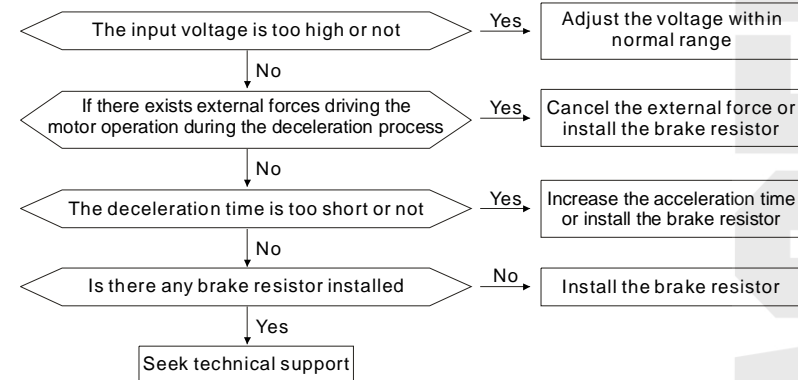 The input voltage is too high or not
Yes
Adjust the voltage within
normal range
No
If there exists external forces driving the
motor operation during the deceleration process
Yes
Cancel the external force or
install the brake resistor
No
The deceleration time is too short or not
Yes
Increase the acceleration time
or install the brake resistor
No
Is there any brake resistor installed
No
Install the brake resistor
Yes
Seek technical support